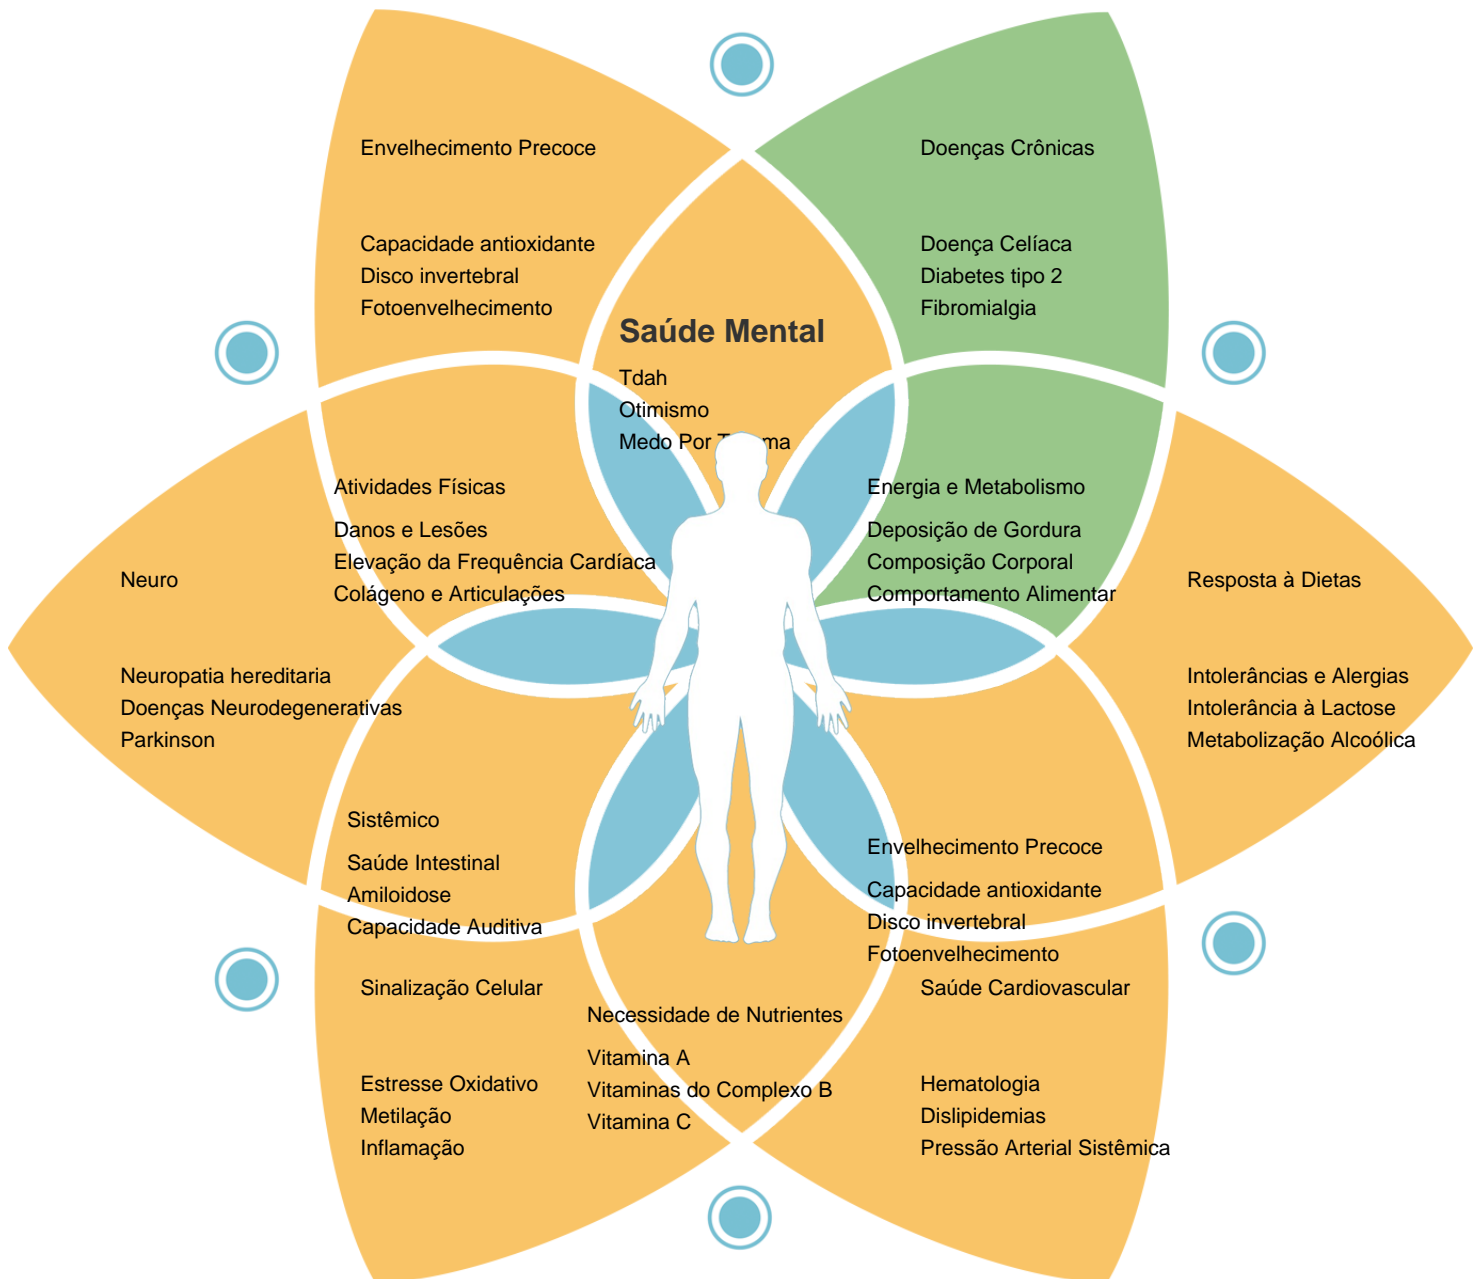 Envelhecimento Precoce
Capacidade antioxidante
Disco invertebral
Fotoenvelhecimento
Doenças Crônicas
Doença Celíaca
Diabetes tipo 2
Fibromialgia
Saúde Mental
Tdah
Otimismo
Medo Por
Atividades Físicas
Danos e Lesões
Elevação da Frequência Cardíaca
Colágeno e Articulações
Energia e Metabolismo
Deposição de Gordura
Composição Corporal
Comportamento Alimentar
Neuro
Neuropatia hereditaria
Doenças Neurodegenerativas
Parkinson
Resposta à Dietas
Intolerâncias e Alergias
Intolerância à Lactose
Metabolização Alcoólica
Sistêmico
Saúde Intestinal
Amiloidose
Capacidade Auditiva
Envelhecimento Precoce
Capacidade antioxidante
Disco invertebral
Fotoenvelhecimento
Sinalização Celular
Estresse Oxidativo
Metilação
Inflamação
Necessidade de Nutrientes
Vitamina A
Vitaminas do Complexo B
Vitamina C
Saúde Cardiovascular
Hematologia
Dislipidemias
Pressão Arterial Sistêmica